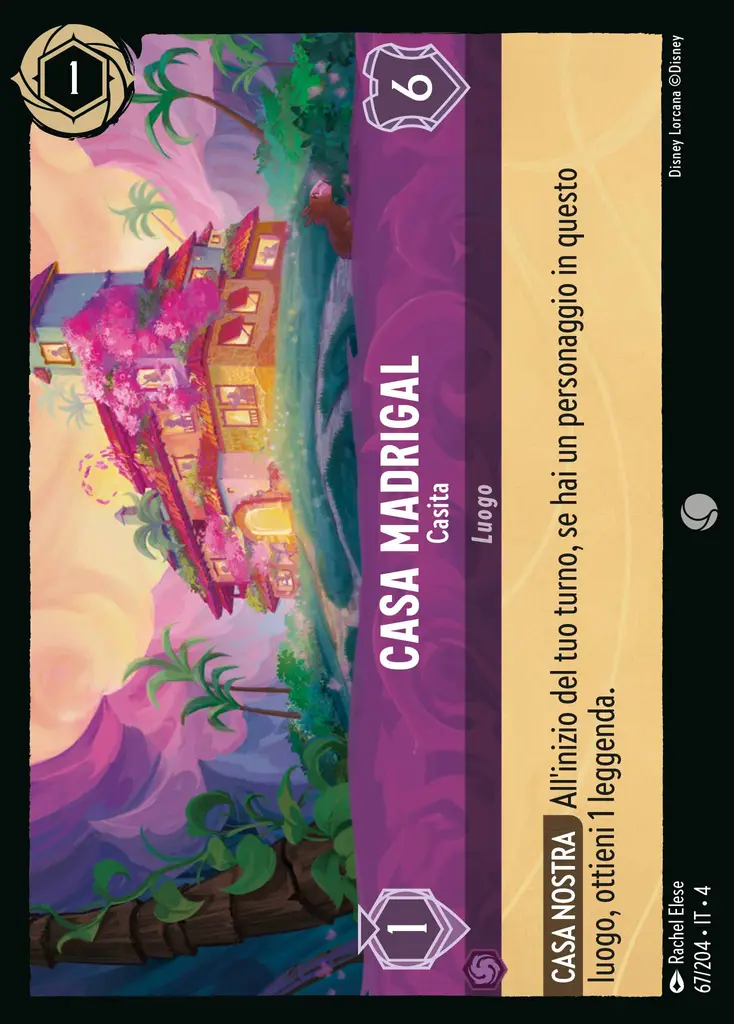 1
6
CASA MADRIGAL
Casita
Luogo
1
CASA NOSTRA All'inizio del tuo turno, se hai un personaggio in questo
luogo, ottieni 1 leggenda.
Rachel Elese
67/204 • IT • 4
Disney Lorcana ©Disney